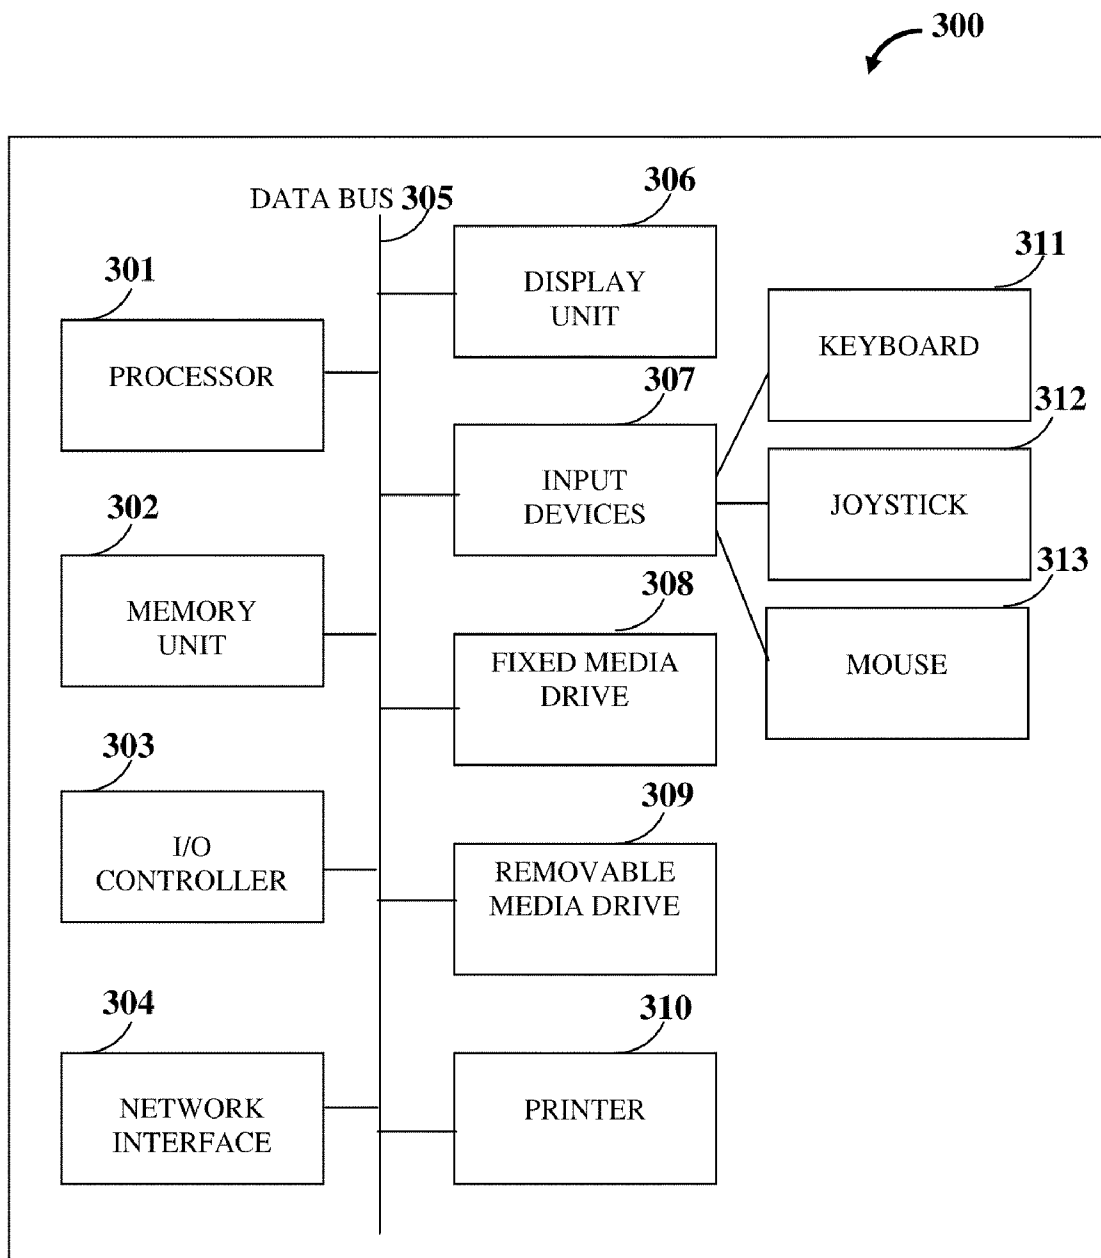 300
DATA BUS 305
306
DISPLAY
UNIT
311
KEYBOARD
301
PROCESSOR
307
INPUT
DEVICES
312
JOYSTICK
302
MEMORY
UNIT
313
MOUSE
308
FIXED MEDIA
DRIVE
303
I/O
CONTROLLER
309
REMOVABLE
MEDIA DRIVE
304
NETWORK
INTERFACE
310
PRINTER